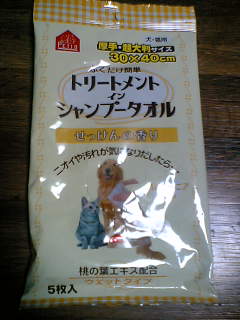 PETIO
犬・猫用
厚手・超大判サイズ
30×40cm
ふくだけ簡単
トリートメント
イン
シャンプータオル
せっけんの香り
ニオイや汚れが気になりだしたら…
桃の葉エキス配合
ウェットタイプ
5枚入